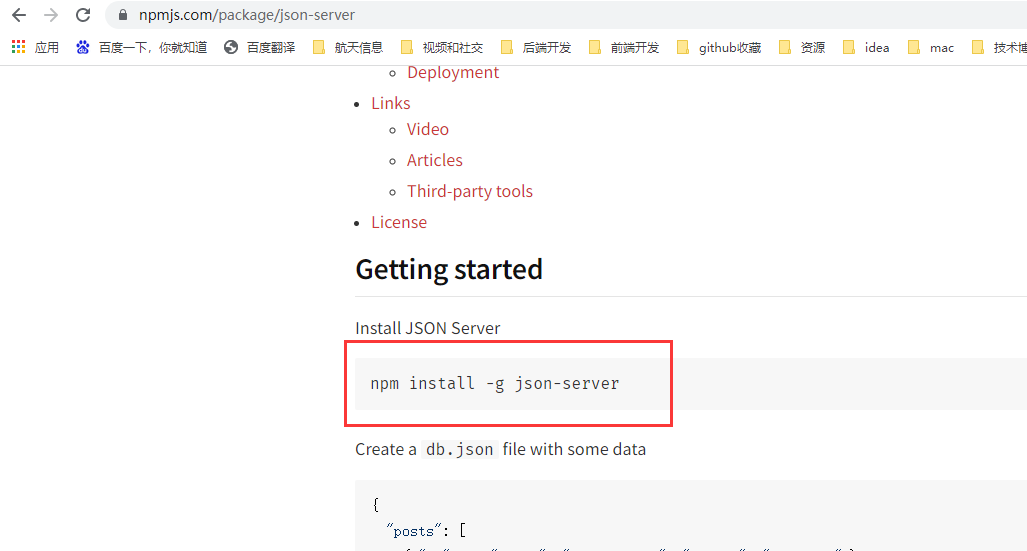 npmjs.com/package/json-server
应用 百度一下，你就知道 百度翻译 航天信息 视频和社交 后端开发 前端开发 github收藏 资源 idea mac 技术博
Deployment
Links
Video
Articles
Third-party tools
License
Getting started
Install JSON Server
npm install -g json-server
Create a db.json file with some data
{
"posts": [